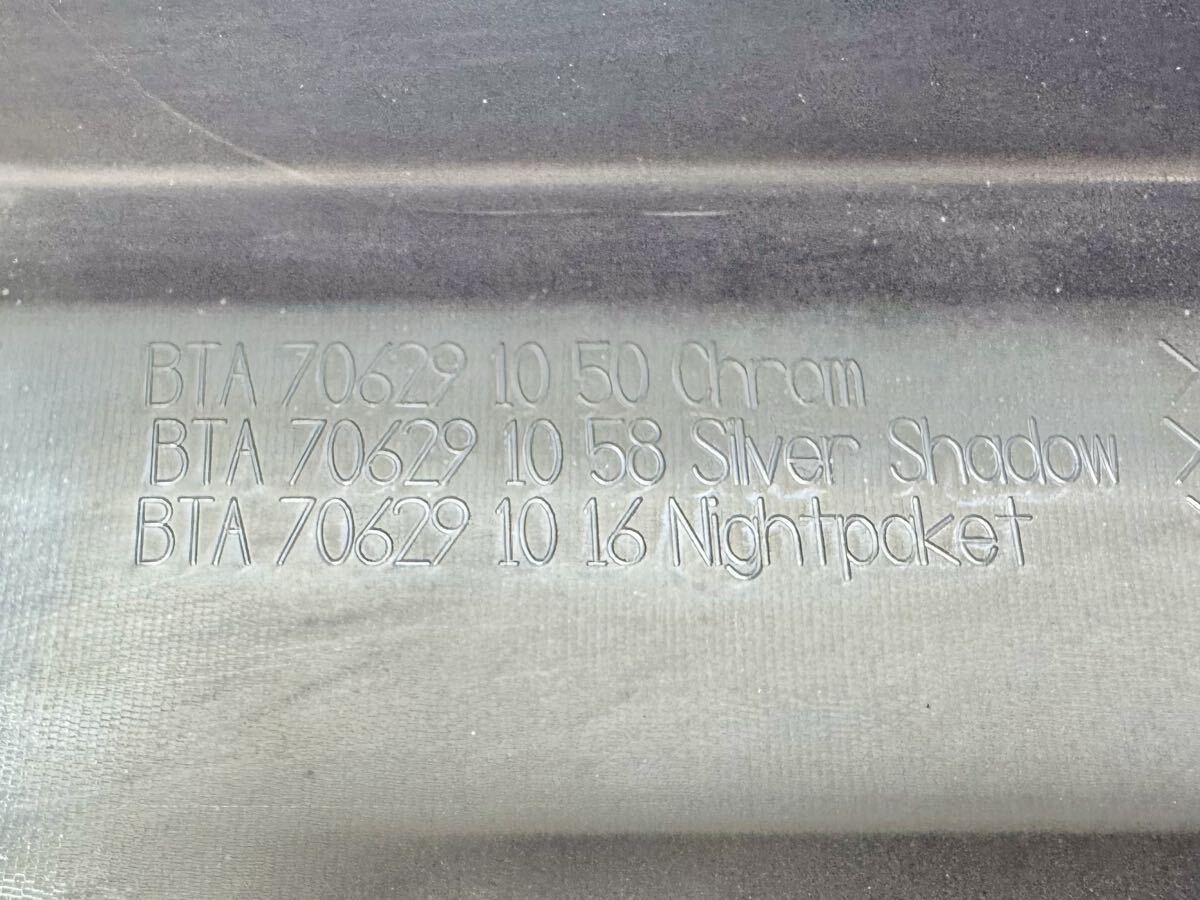 BTA 70629 10 50 Chrom
BTA 70629 10 58 Silver Shadow
BTA 70629 10 16 Nightpaket